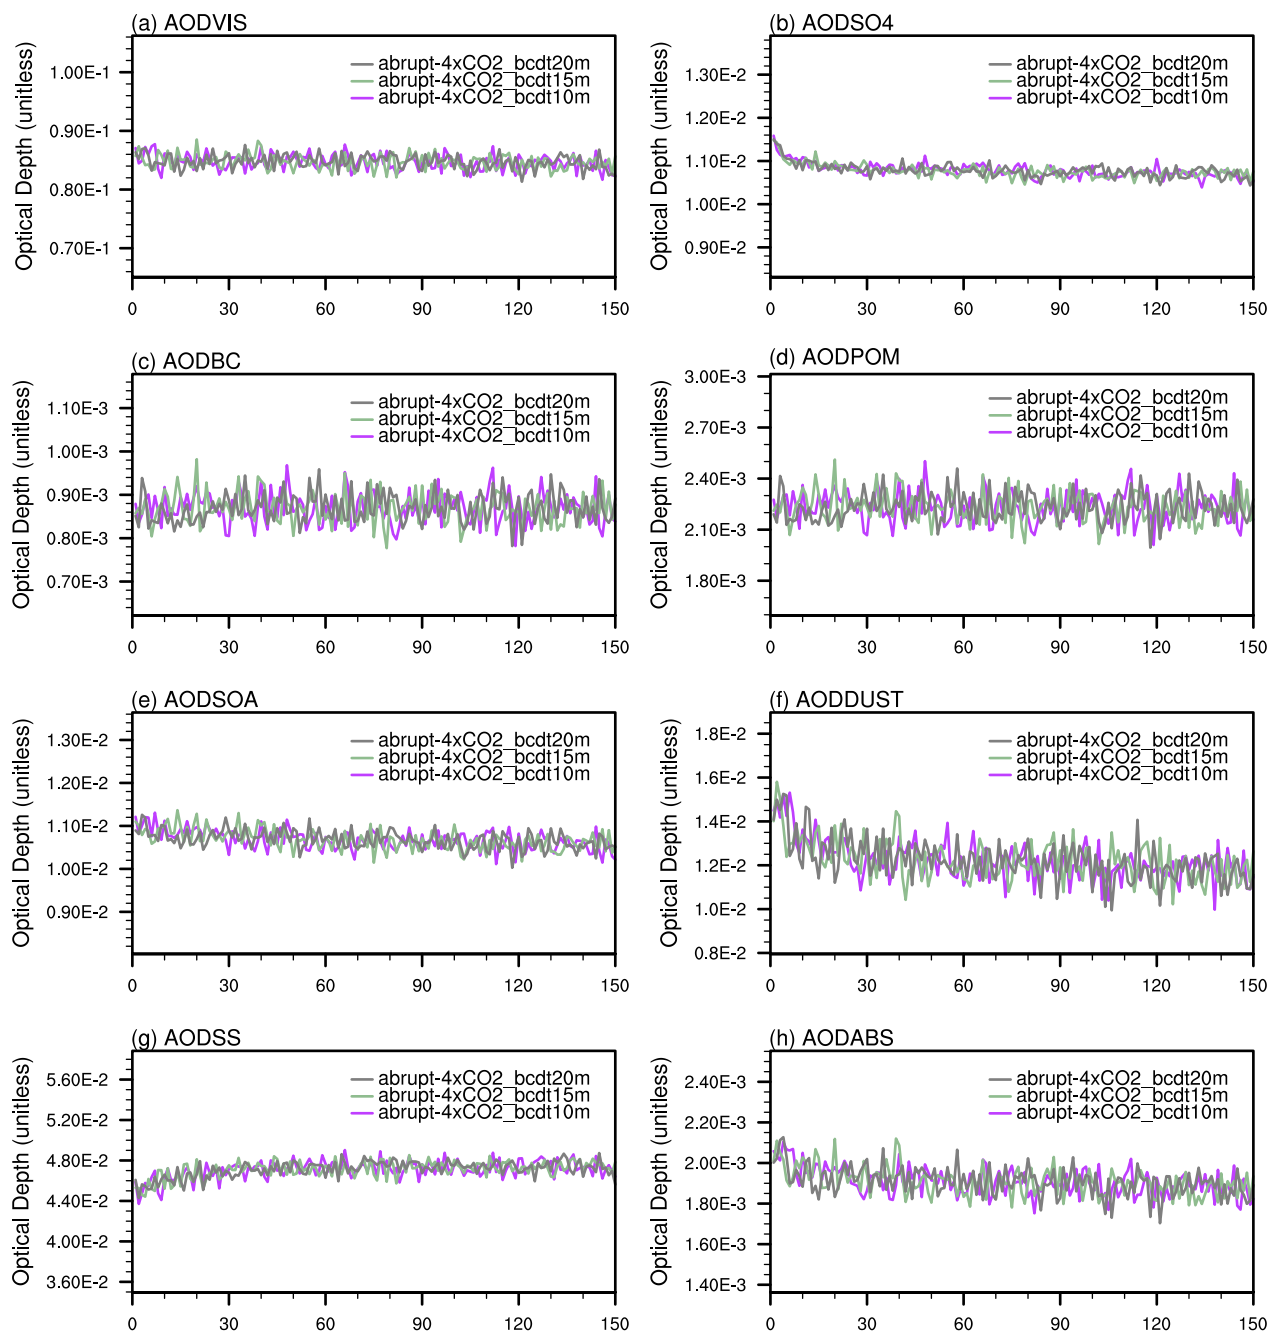 (a) AODVIS
Optical Depth (unitless)
1.00E-1
0.90E-1
0.80E-1
0.70E-1
abrupt-4xCO2_bcdt20m
abrupt-4xCO2_bcdt15m
abrupt-4xCO2_bcdt10m
0 30 60 90 120 150
(b) AODSO4
Optical Depth (unitless)
1.30E-2
1.20E-2
1.10E-2
1.00E-2
0.90E-2
abrupt-4xCO2_bcdt20m
abrupt-4xCO2_bcdt15m
abrupt-4xCO2_bcdt10m
0 30 60 90 120 150
(c) AODBC
Optical Depth (unitless)
1.10E-3
1.00E-3
0.90E-3
0.80E-3
0.70E-3
abrupt-4xCO2_bcdt20m
abrupt-4xCO2_bcdt15m
abrupt-4xCO2_bcdt10m
0 30 60 90 120 150
(d) AODPOM
Optical Depth (unitless)
3.00E-3
2.70E-3
2.40E-3
2.10E-3
1.80E-3
abrupt-4xCO2_bcdt20m
abrupt-4xCO2_bcdt15m
abrupt-4xCO2_bcdt10m
0 30 60 90 120 150
(e) AODSOA
Optical Depth (unitless)
1.30E-2
1.20E-2
1.10E-2
1.00E-2
0.90E-2
abrupt-4xCO2_bcdt20m
abrupt-4xCO2_bcdt15m
abrupt-4xCO2_bcdt10m
0 30 60 90 120 150
(f) AODDUST
Optical Depth (unitless)
1.8E-2
1.6E-2
1.4E-2
1.2E-2
1.0E-2
0.8E-2
abrupt-4xCO2_bcdt20m
abrupt-4xCO2_bcdt15m
abrupt-4xCO2_bcdt10m
0 30 60 90 120 150
(g) AODSS
Optical Depth (unitless)
5.60E-2
5.20E-2
4.80E-2
4.40E-2
4.00E-2
3.60E-2
abrupt-4xCO2_bcdt20m
abrupt-4xCO2_bcdt15m
abrupt-4xCO2_bcdt10m
0 30 60 90 120 150
(h) AODABS
Optical Depth (unitless)
2.40E-3
2.20E-3
2.00E-3
1.80E-3
1.60E-3
1.40E-3
abrupt-4xCO2_bcdt20m
abrupt-4xCO2_bcdt15m
abrupt-4xCO2_bcdt10m
0 30 60 90 120 150